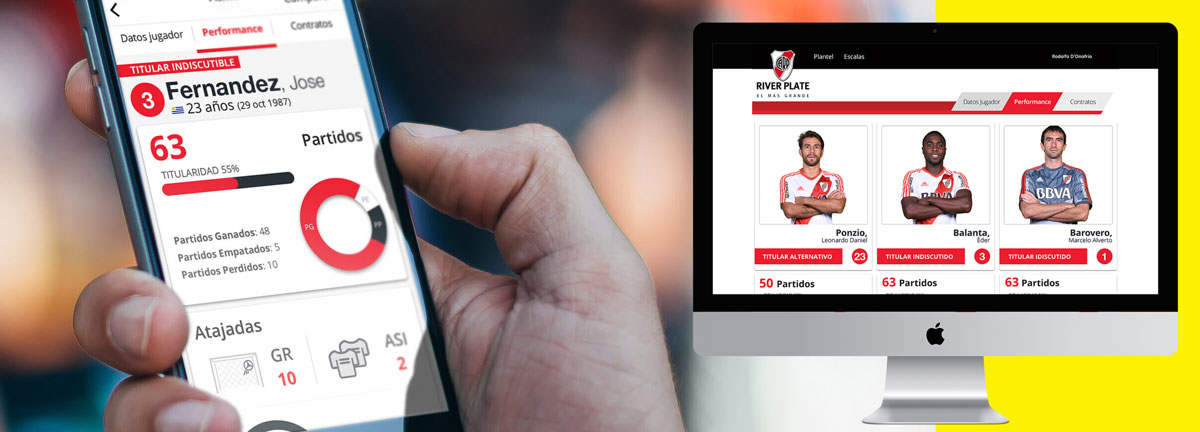 Datos jugador
Performance
Contratos
TITULAR INDISCUTIBLE
3
Fernandez, Jose
23 años (29 oct 1987)
63
Partidos
TITULARIDAD 55%
PE
PG
PP
Partidos Ganados: 48
Partidos Empatados: 5
Partidos Perdidos: 10
Atajadas
GR
10
ASI
2
Plantel
Escalas
Rodolfo D'Onofrio
RIVER PLATE
EL MÁS GRANDE
Datos Jugador
Performance
Contratos
BBVA
Ponzio,
Leonardo Daniel
Balanta,
Éder
Barovero,
Marcelo Alverto
TITULAR ALTERNATIVO
23
TITULAR INDISCUTIDO
3
TITULAR IDISCUTIDO
1
50 Partidos
63 Partidos
63 Partidos